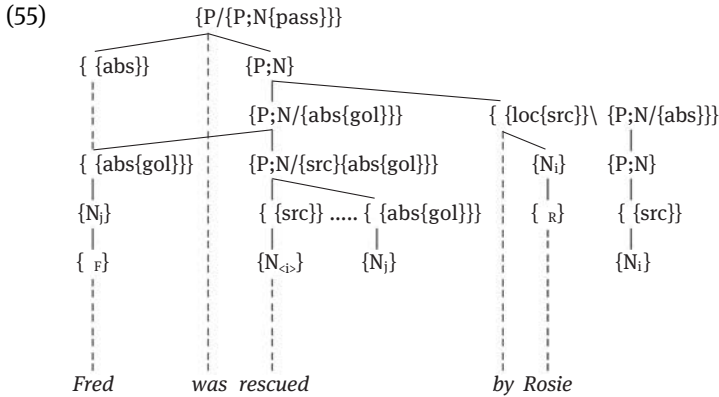 (55) {P/{P;N{pass}}}
{ {abs}} {P;N}
{P;N/{abs{gol}}} { {loc{src}}\ {P;N/{abs}}}
{ {abs{gol}}} {P;N/{src}{abs{gol}}} {Nᵢ} {P;N}
{Nⱼ} { {src}} ..... { {abs{gol}}} { R} { {src}}
{ F} {N<i>} {Nⱼ} {Nᵢ}
Fred was rescued by Rosie